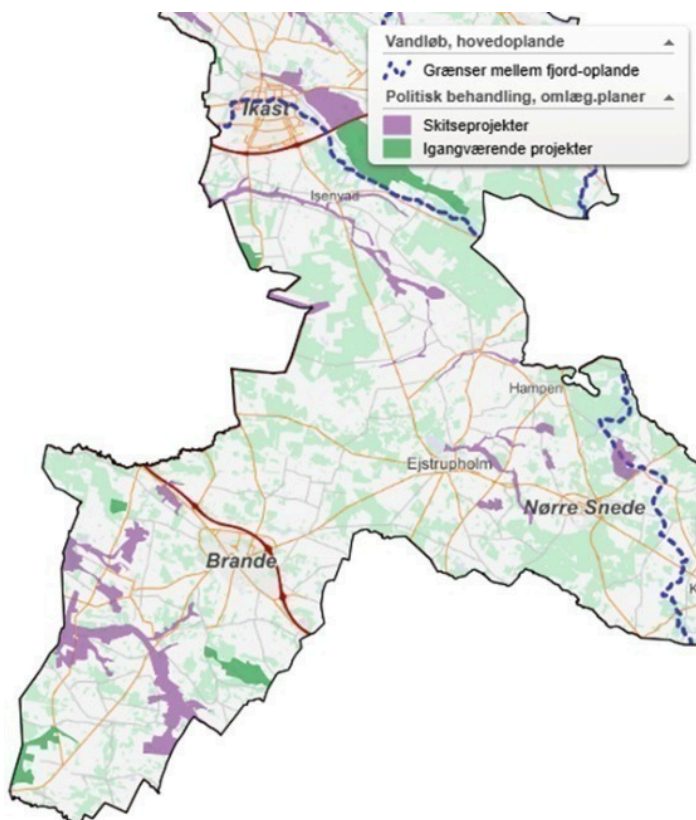 Vandløb, hovedoplande
Grænser mellem fjord-oplande
Politisk behandling, omlæg.planer
Skitseprojekter
Igangværende projekter
Ikast
Isenvad
Hampen
Ejstrupholm
Nørre Snede
Brande
K